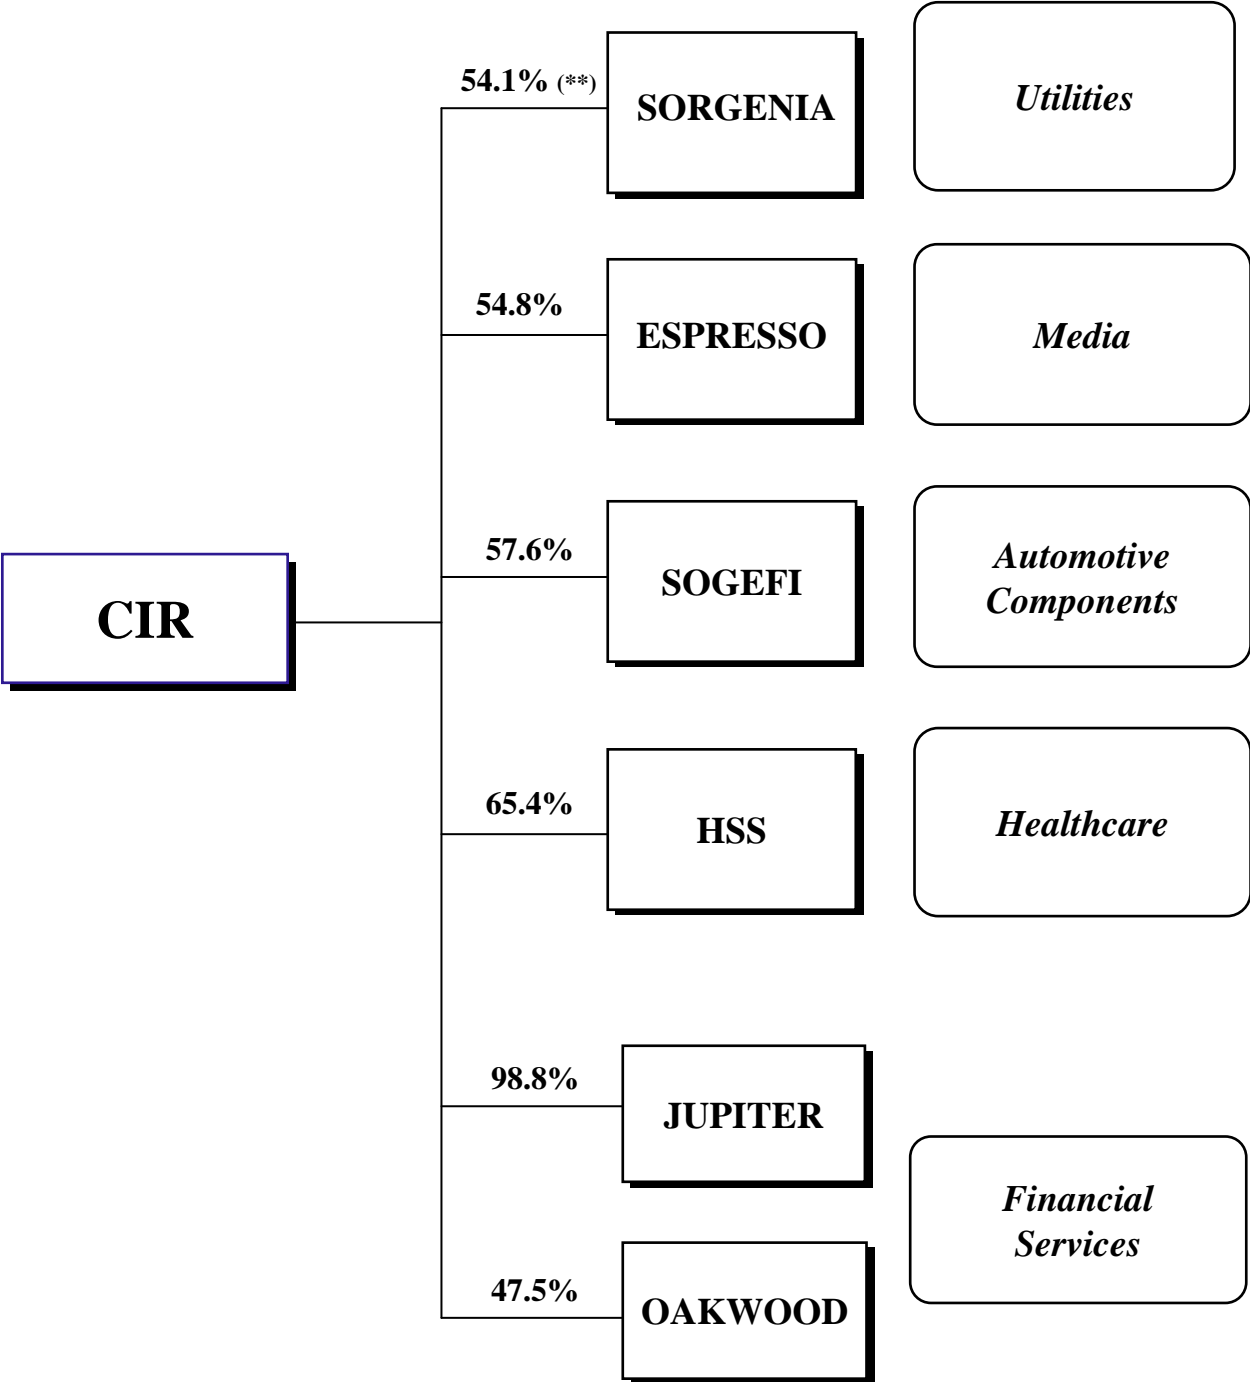 54.1% (**)
SORGENIA
Utilities
54.8%
ESPRESSO
Media
57.6%
SOGEFI
Automotive
Components
CIR
65.4%
HSS
Healthcare
98.8%
JUPITER
Financial
Services
47.5%
OAKWOOD